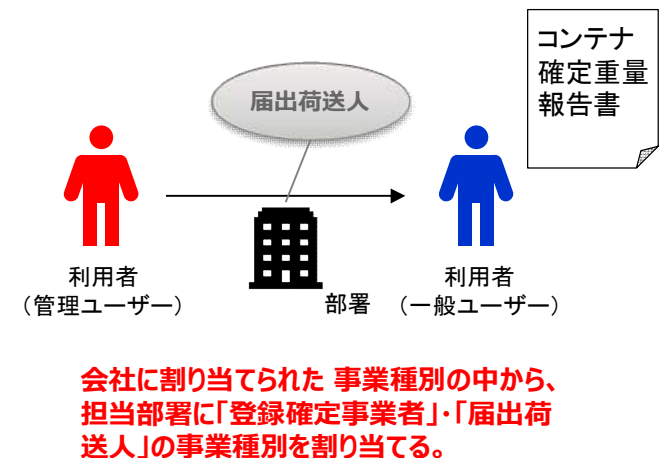 コンテナ
確定重量
報告書
届出荷送人
利用者
（管理ユーザー）
部署
利用者
（一般ユーザー）
会社に割り当てられた 事業種別の中から、
担当部署に「登録確定事業者」・「届出荷
送人」の事業種別を割り当てる。